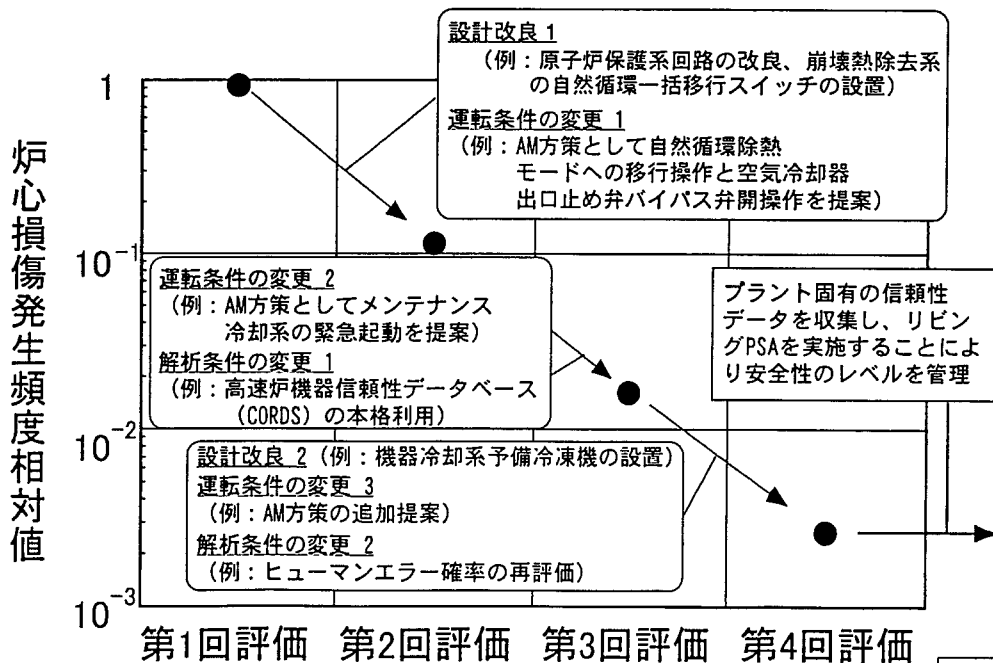 設計改良 1
(例：原子炉保護系回路の改良、崩壊熱除去系
の自然循環一括移行スイッチの設置)
運転条件の変更 1
(例：AM方策として自然循環除熱
モードへの移行操作と空気冷却器
出口止め弁バイパス弁開操作を提案)
運転条件の変更 2
(例：AM方策としてメンテナンス
冷却系の緊急起動を提案)
解析条件の変更 1
(例：高速炉機器信頼性データベース
(CORDS) の本格利用)
プラント固有の信頼性
データを収集し、リビン
グPSAを実施することによ
り安全性のレベルを管理
設計改良 2 (例：機器冷却系予備冷凍機の設置)
運転条件の変更 3
(例：AM方策の追加提案)
解析条件の変更 2
(例：ヒューマンエラー確率の再評価)
炉心損傷発生頻度相対値
1
10⁻¹
10⁻²
10⁻³
第1回評価 第2回評価 第3回評価 第4回評価